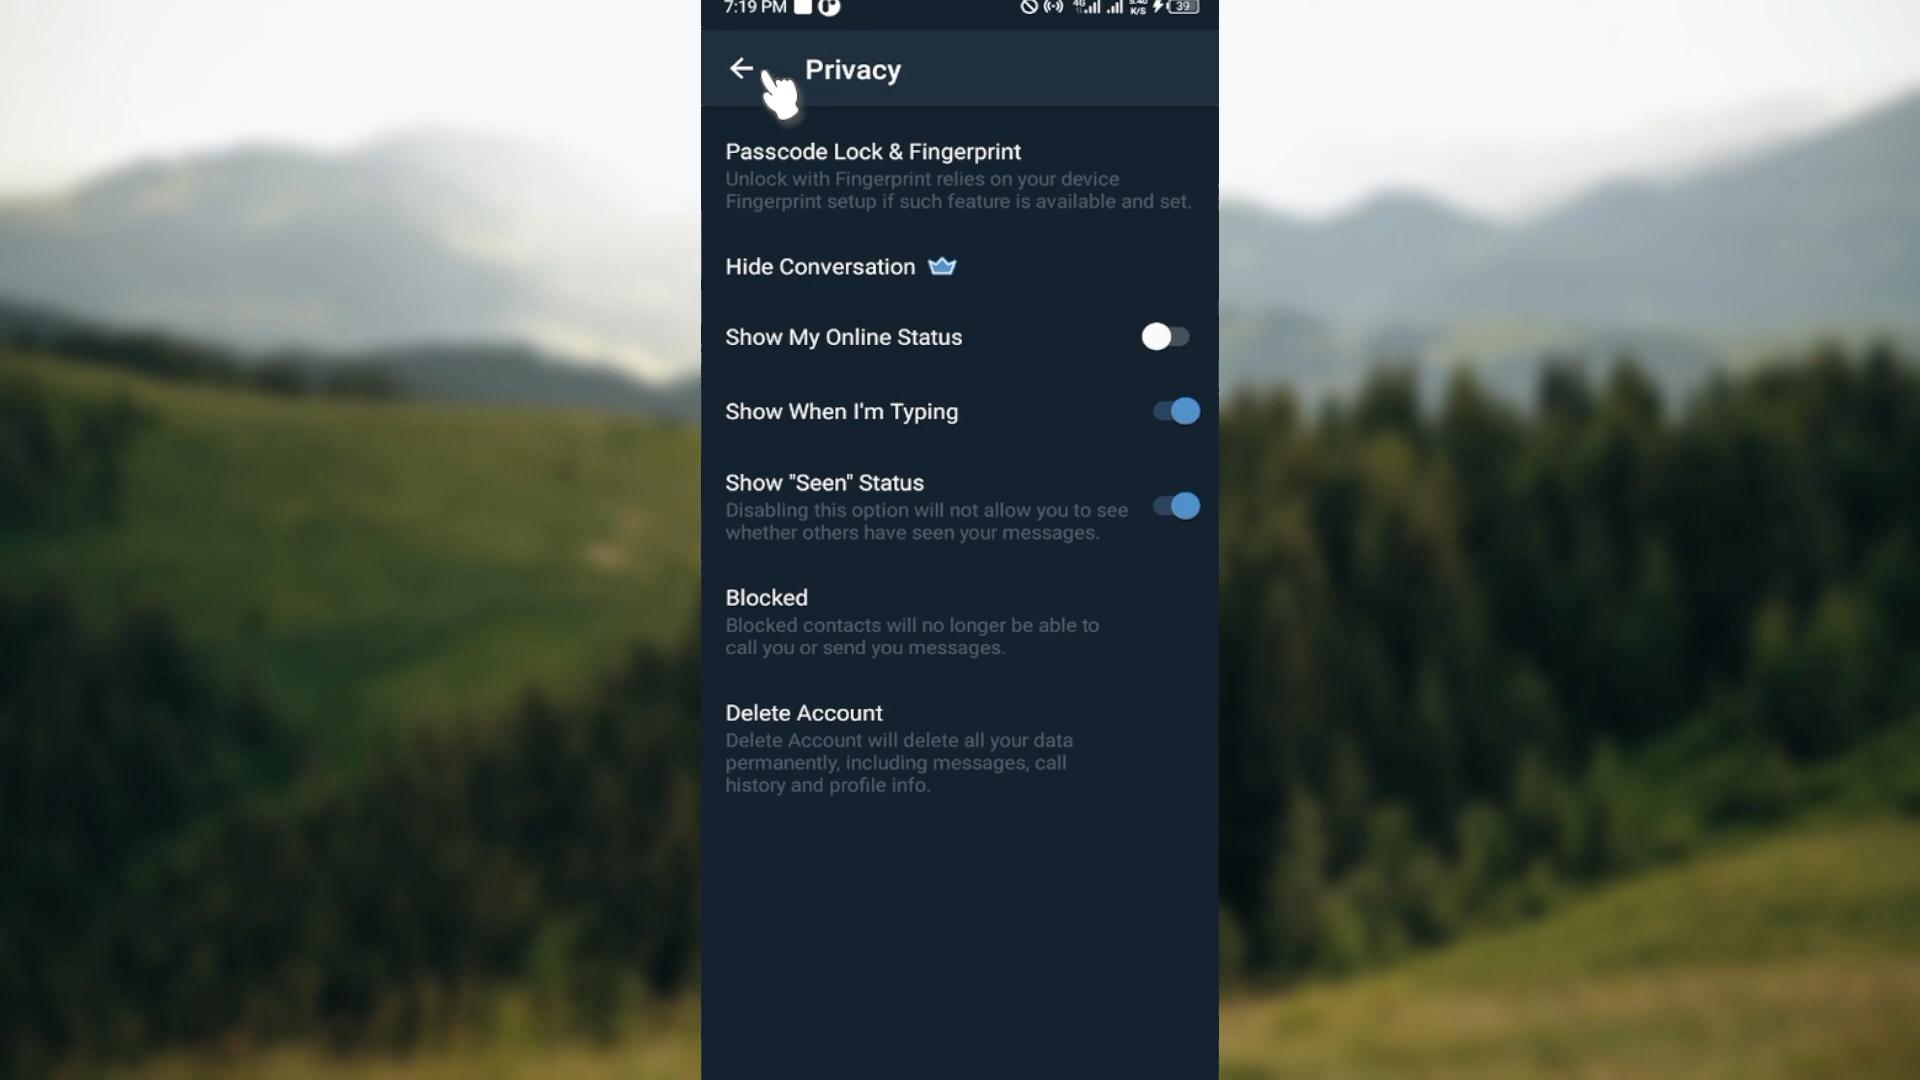 7:19 PM
4G
K/S
39
Privacy
Passcode Lock & Fingerprint
Unlock with Fingerprint relies on your device
Fingerprint setup if such feature is available and set.
Hide Conversation
Show My Online Status
Show When I'm Typing
Show "Seen" Status
Disabling this option will not allow you to see
whether others have seen your messages.
Blocked
Blocked contacts will no longer be able to
call you or send you messages.
Delete Account
Delete Account will delete all your data
permanently, including messages, call
history and profile info.